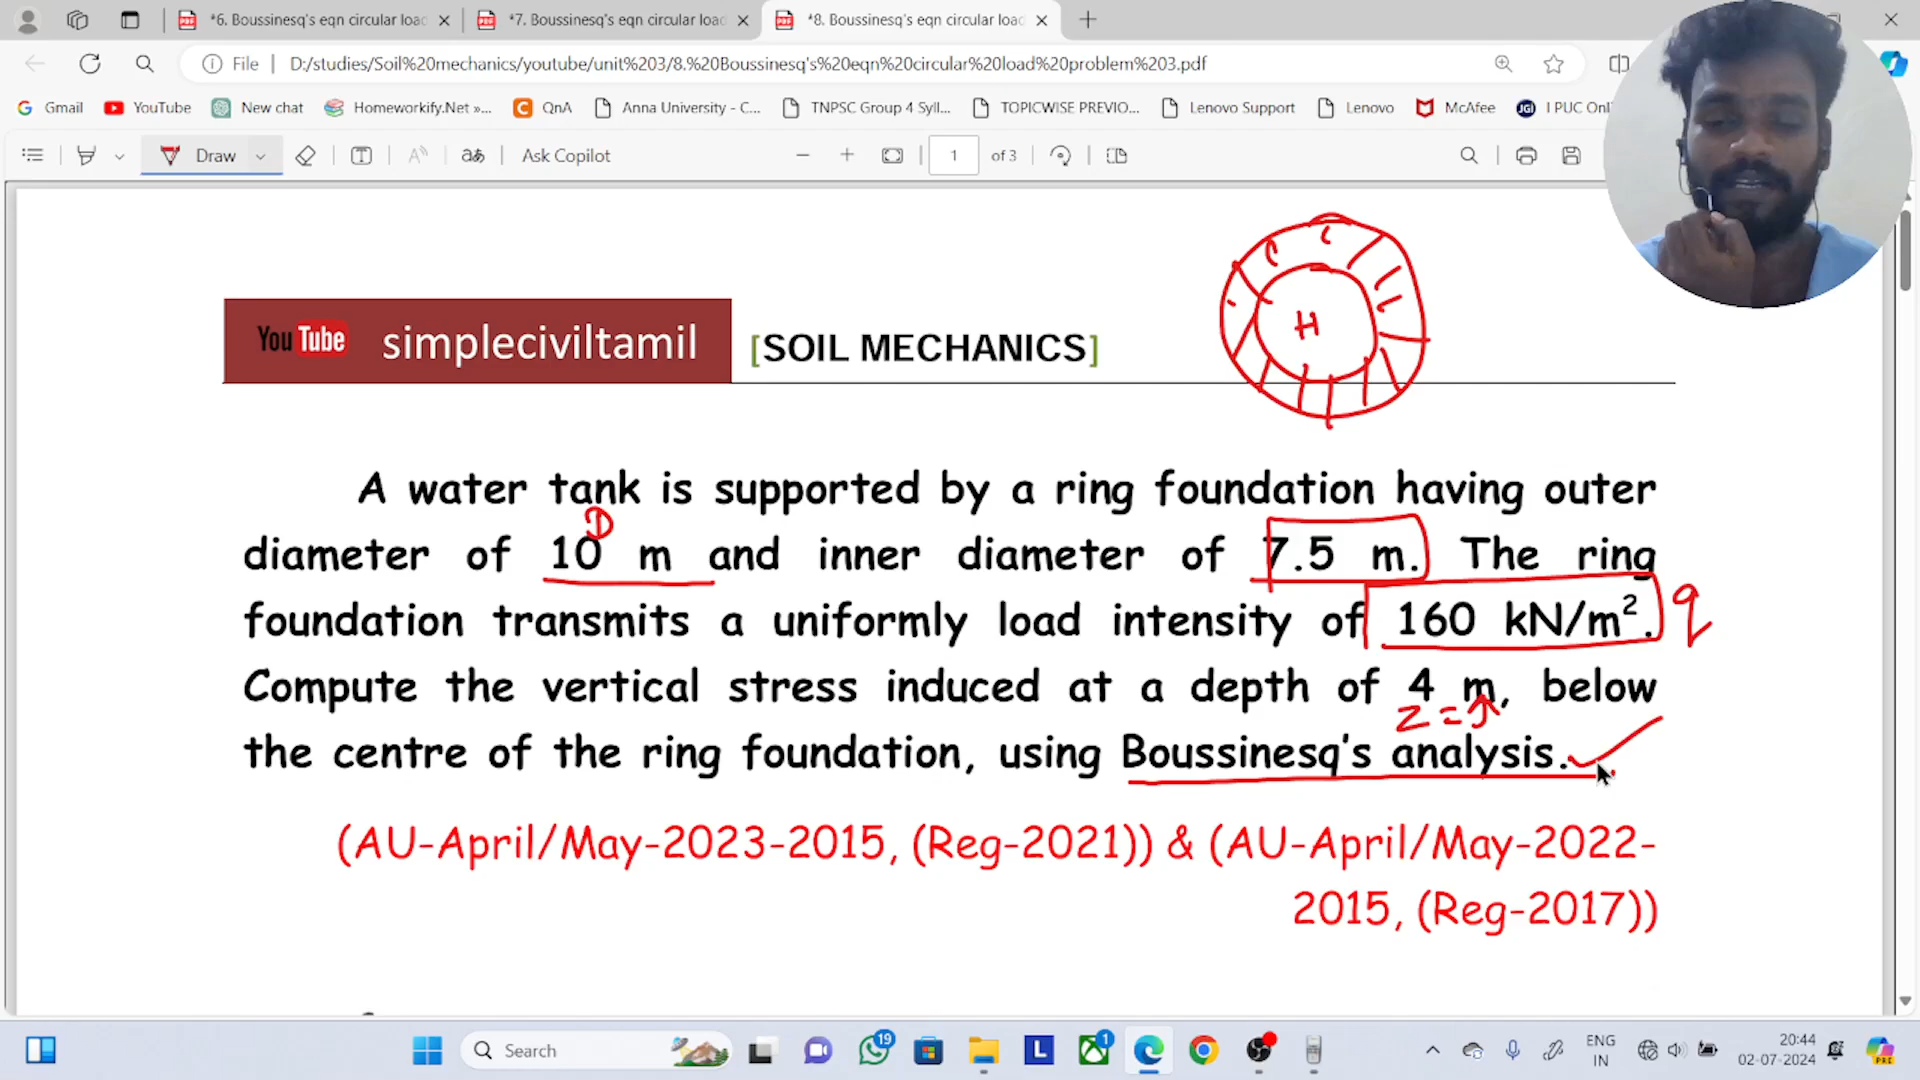 *6. Boussinesq's eqn circular load
*7. Boussinesq's eqn circular load
*8. Boussinesq's eqn circular load
File
D:/studies/Soil%20mechanics/youtube/unit%203/8.%20Boussinesq's%20eqn%20circular%20load%20problem%203.pdf
Gmail
YouTube
New chat
Homeworkify.Net »...
QnA
Anna University - C...
TNPSC Group 4 Syll...
TOPICWISE PREVIO...
Lenovo Support
Lenovo
McAfee
I PUC Onl
Draw
Ask Copilot
1 of 3
You Tube simpleciviltamil [SOIL MECHANICS]
H
A water tank is supported by a ring foundation having outer
D
diameter of 10 m and inner diameter of 7.5 m. The ring
foundation transmits a uniformly load intensity of 160 kN/m². q
Compute the vertical stress induced at a depth of 4 m, below
z =
the centre of the ring foundation, using Boussinesq's analysis.
(AU-April/May-2023-2015, (Reg-2021)) & (AU-April/May-2022-
2015, (Reg-2017))
Search
19
L
1
ENG
IN
20:44
02-07-2024